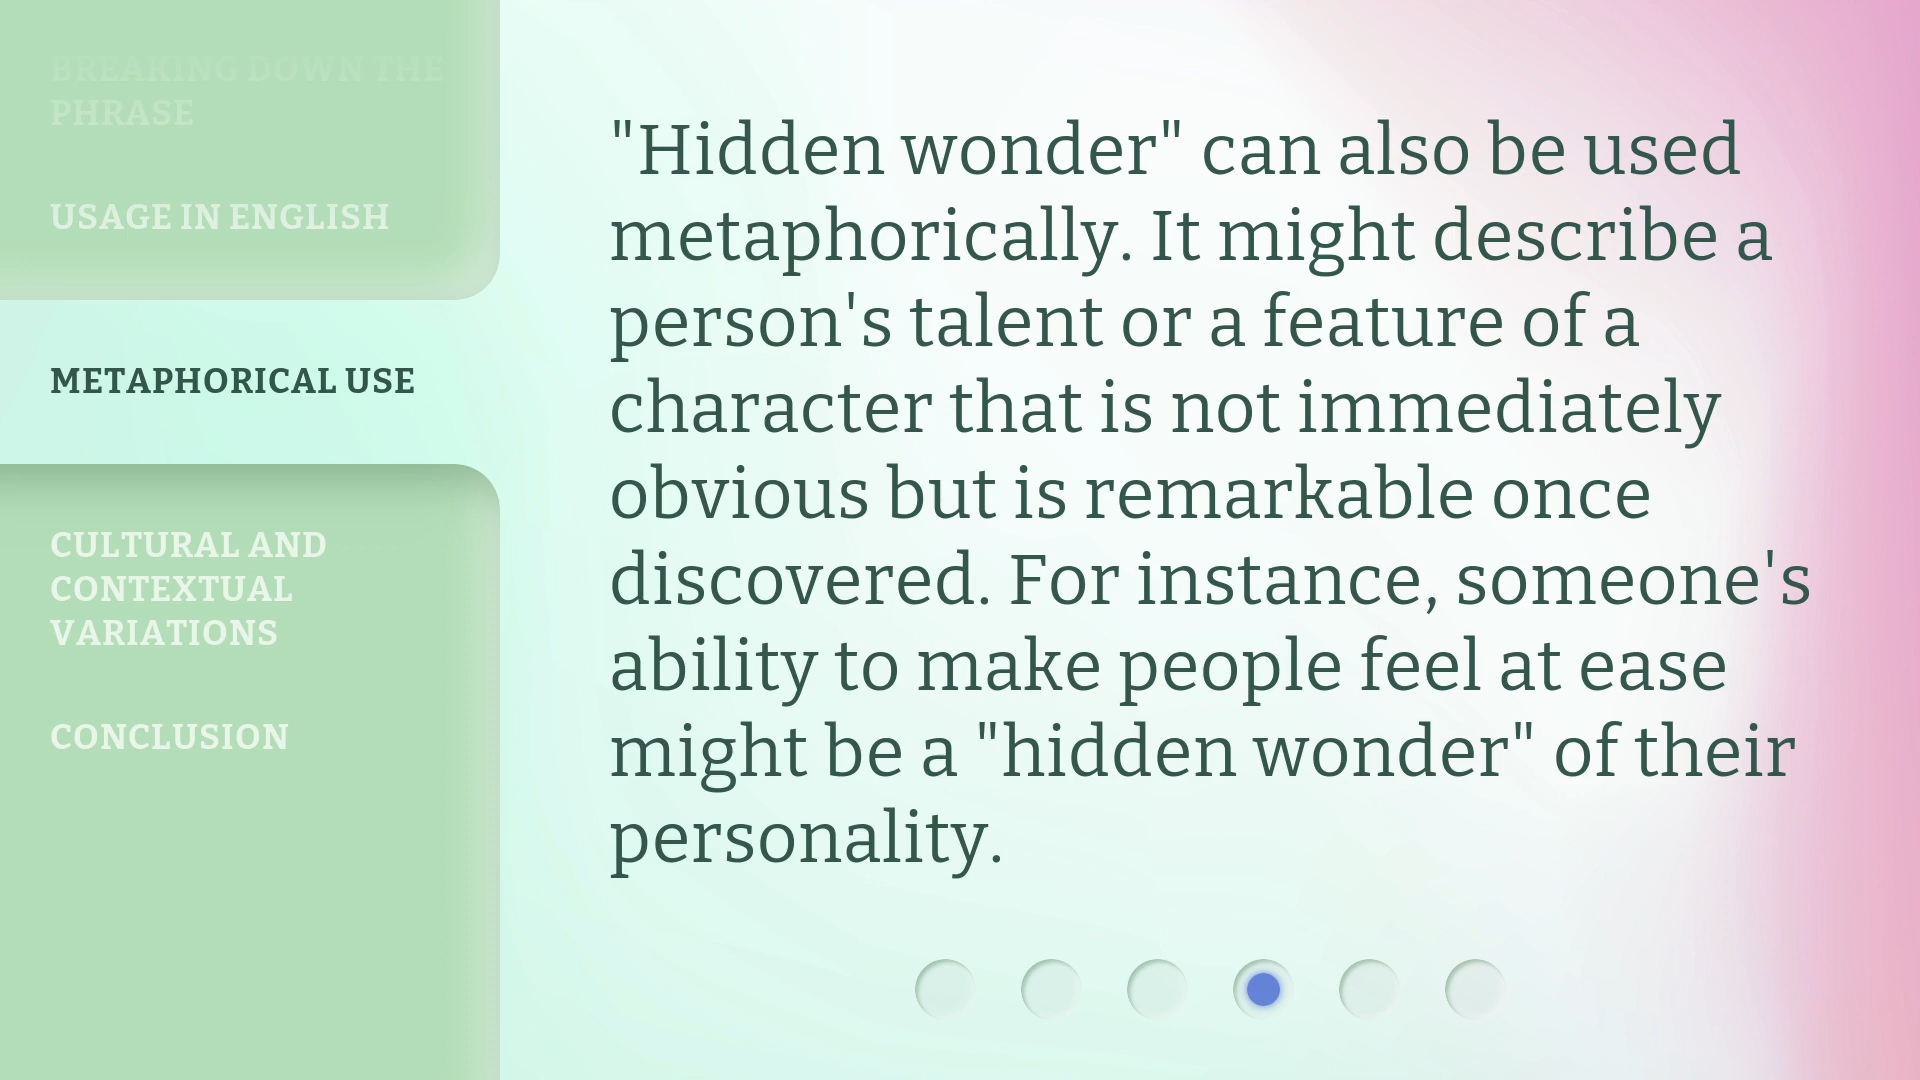 BREAKING DOWN THE
PHRASE
USAGE IN ENGLISH
METAPHORICAL USE
CULTURAL AND
CONTEXTUAL
VARIATIONS
CONCLUSION
"Hidden wonder" can also be used
metaphorically. It might describe a
person's talent or a feature of a
character that is not immediately
obvious but is remarkable once
discovered. For instance, someone's
ability to make people feel at ease
might be a "hidden wonder" of their
personality.